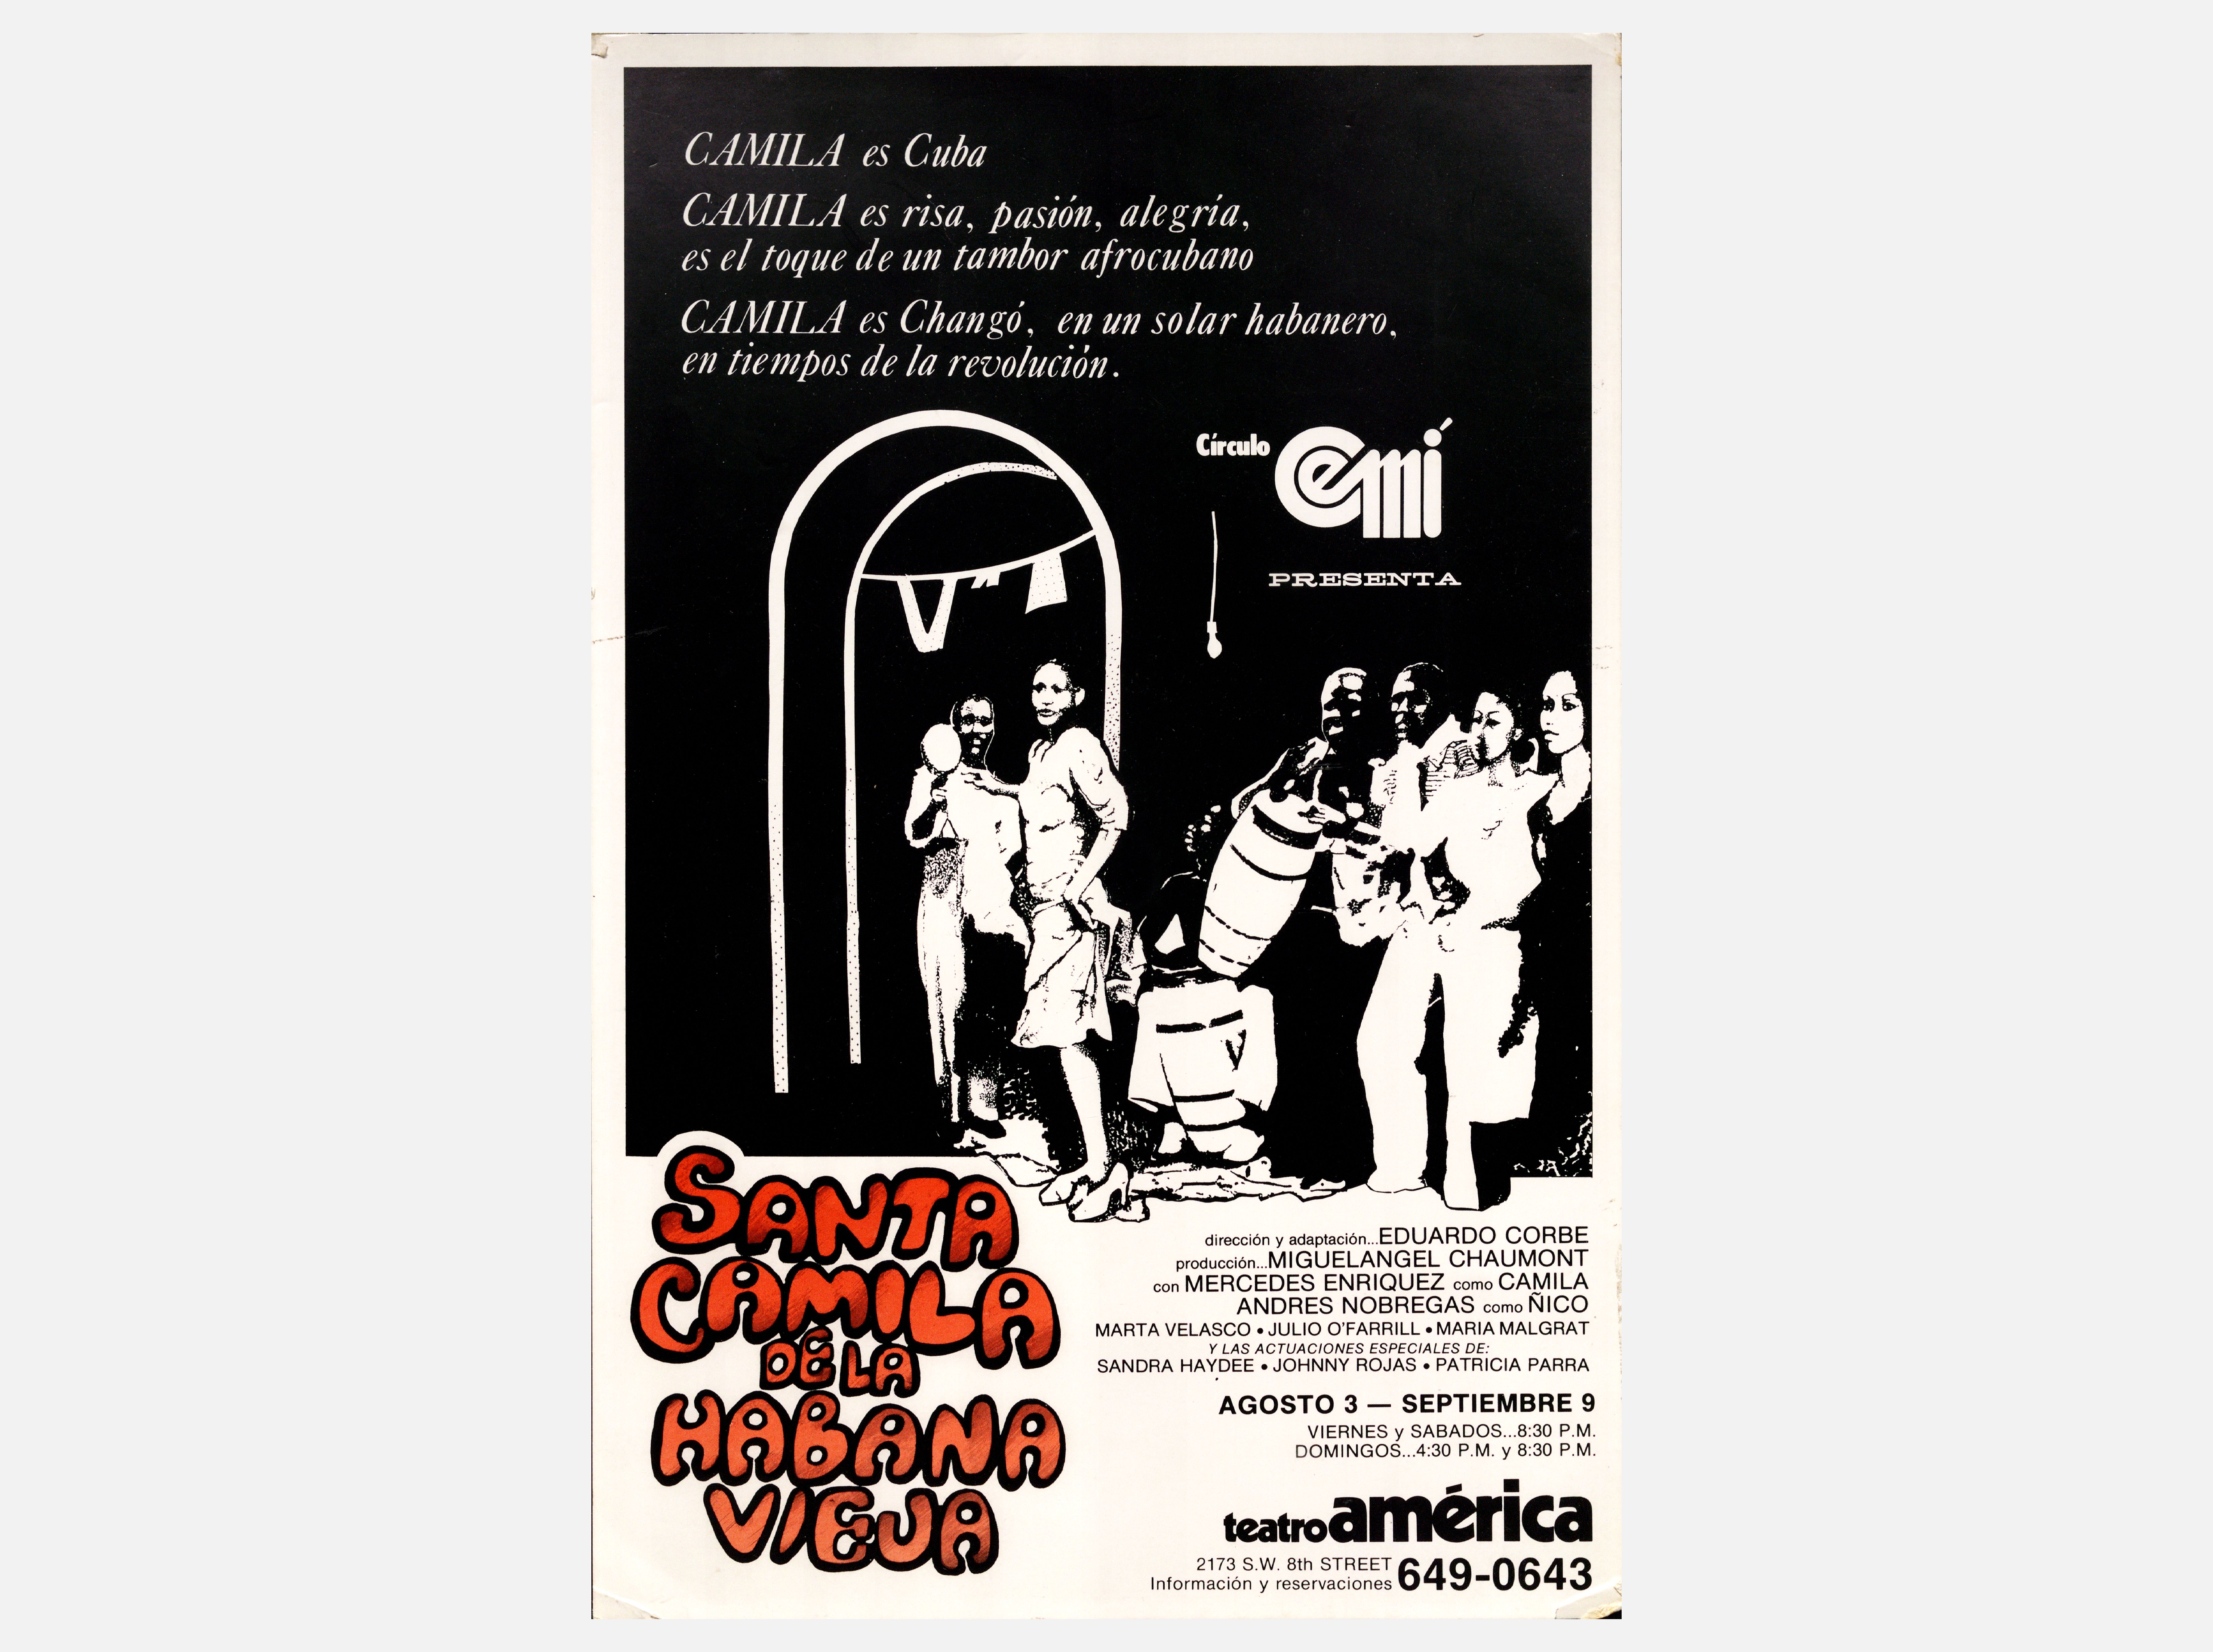 CAMILA es Cuba
CAMILA es risa, pasión, alegría,
es el toque de un tambor afrocubano
CAMILA es Changó, en un solar habanero,
en tiempos de la revolución.
Círculo Cemí
PRESENTA
SANTA
CAMILA
DE LA
HABANA
VIEJA
dirección y adaptación...EDUARDO CORBE
producción...MIGUELANGEL CHAUMONT
con MERCEDES ENRIQUEZ como CAMILA
ANDRES NOBREGAS como ÑICO
MARTA VELASCO • JULIO O'FARRILL • MARIA MALGRAT
Y LAS ACTUACIONES ESPECIALES DE:
SANDRA HAYDEE • JOHNNY ROJAS • PATRICIA PARRA
AGOSTO 3 — SEPTIEMBRE 9
VIERNES y SABADOS...8:30 P.M.
DOMINGOS...4:30 P.M. y 8:30 P.M.
teatro américa
2173 S.W. 8th STREET
Información y reservaciones 649-0643